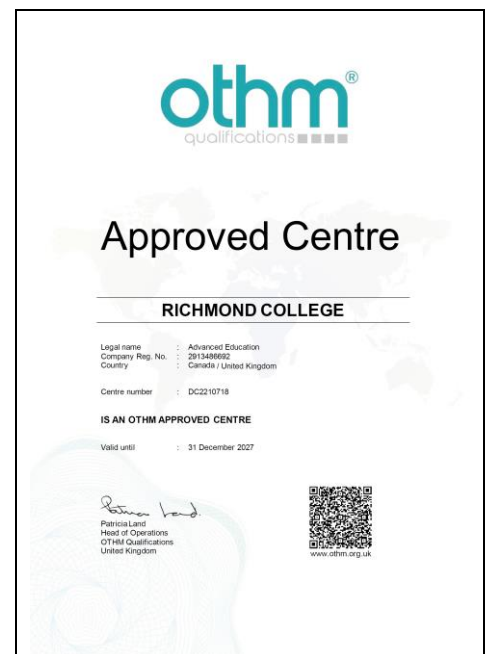 othm®
qualifications
Approved Centre
RICHMOND COLLEGE
Legal name : Advanced Education
Company Reg. No. : 2913486692
Country : Canada / United Kingdom
Centre number : DC2210718
IS AN OTHM APPROVED CENTRE
Valid until : 31 December 2027
Patricia Land.
PatriciaLand
Head of Operations
OTHM Qualifications
United Kingdom
www.othm.org.uk